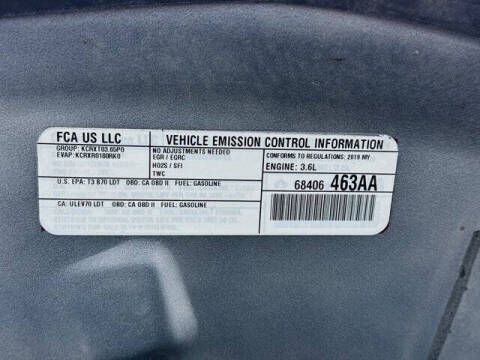 FCA US LLC
GROUP: KCRXT03.65P0
EVAP: KCRXR0180RK0
VEHICLE EMISSION CONTROL INFORMATION
NO ADJUSTMENTS NEEDED
EGR / EGRC
HO2S / SFI
TWC
CONFORMS TO REGULATIONS: 2019 MY
ENGINE: 3.6L
68406 463AA
U.S. EPA: T3 B70 LDT OBD: CA OBD II FUEL: GASOLINE
CA: ULEV70 LDT OBD: CA OBD II FUEL: GASOLINE